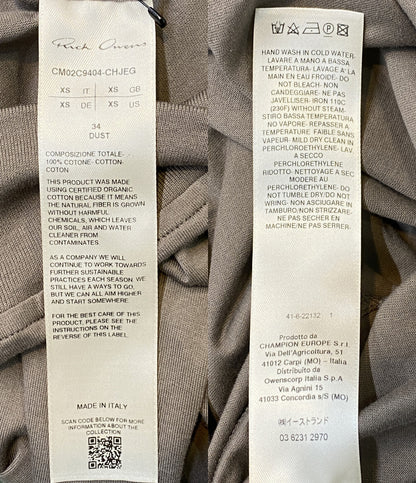 Rick Owens
CM02C9404-CHJEG
XS IT XS GB
XS DE XS US
34
DUST
COMPOSIZIONE TOTALE:-
100% COTONE- COTTON-
COTON
THIS PRODUCT WAS MADE
USING CERTIFIED ORGANIC
COTTON BECAUSE IT MEANS
THE NATURAL FIBER IS GROWN
WITHOUT HARMFUL
CHEMICALS, WHICH LEAVES
OUR SOIL, AIR AND WATER
CLEANER FROM
CONTAMINATES.
AS A COMPANY WE WILL
CONTINUE TO WORK TOWARDS
FURTHER SUSTAINABLE
PRACTICES EACH SEASON. WE
STILL HAVE A WAYS TO GO,
BUT WE CAN ALL IMPROVE
AND START SOMEWHERE.
FOR THE BEST CARE OF THIS
PRODUCT, PLEASE SEE THE
INSTRUCTIONS ON THE
REVERSE OF THIS LABEL.
MADE IN ITALY
SCAN CODE BELOW FOR MORE
INFORMATION ABOUT THE
COLLECTION
HAND WASH IN COLD WATER-
LAVARE A MANO A BASSA
TEMPERATURA- LAVAGE A LA
MAIN EN EAU FROIDE- DO
NOT BLEACH- NON
CANDEGGIARE- NE PAS
JAVELLISER- IRON 110C
(230F) WITHOUT STEAM-
STIRO BASSA TEMPERATURA
NO VAPORE- REPASSER A
TEMPERATURE FAIBLE SANS
VAPEUR- MILD DRY CLEAN IN
PERCHLOROETHYLENE- LAV.
A SECCO
PERCHLOROETHYLENE
RIDOTTO- NETTOYAGE A SEC
MODERE AU
PERCHLOROETHYLENE- DO
NOT TUMBLE DRY/DO NOT
WRING- NON ASCIUGARE IN
TAMBURO/NON STRIZZARE-
NE PAS SECHER EN
MACHINE/NE PAS SERRER.
41-6-22132 1
Prodotto da
CHAMPION EUROPE S.r.l.
Via Dell'Agricoltura, 51
41012 Carpi (MO) – Italia
Distribuito da
Owenscorp Italia S.p.A
Via Agnini 15
41033 Concordia s/S (MO)
㈱イーストランド
03 6231 2970